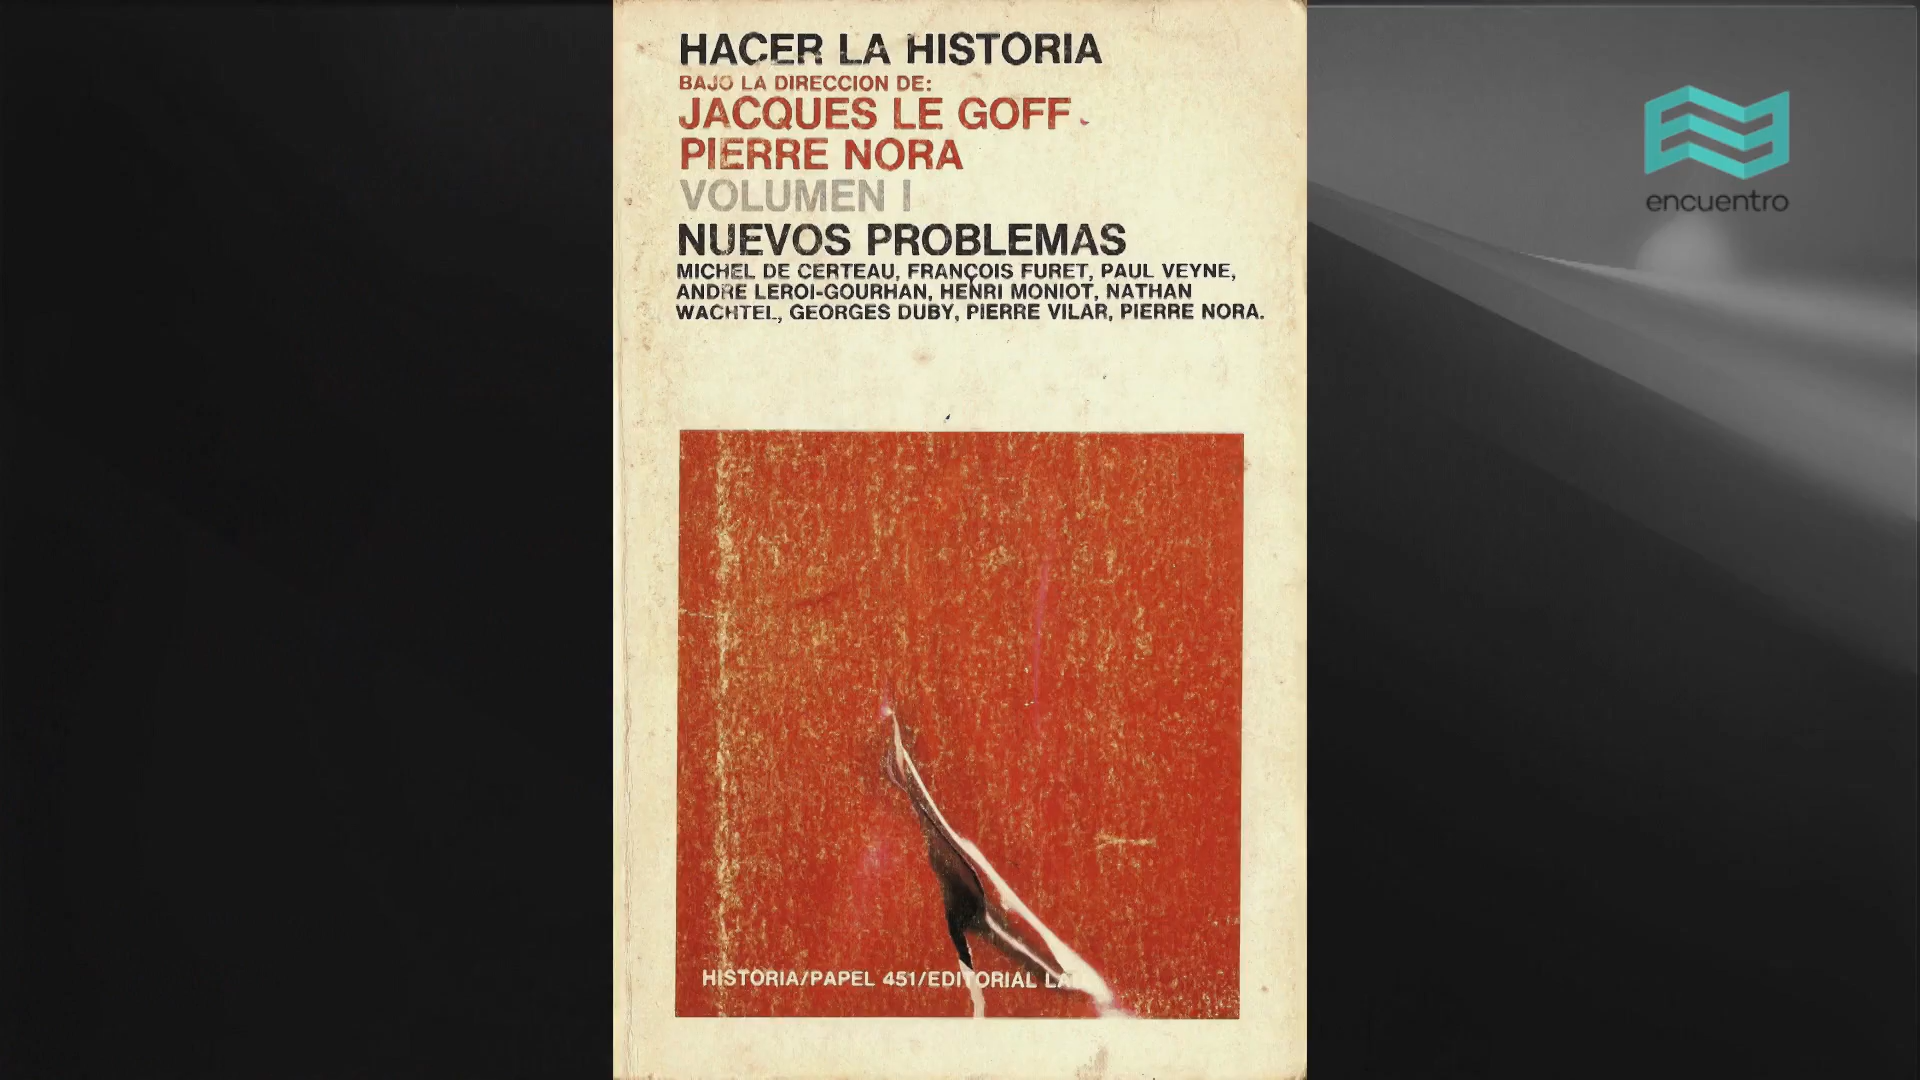 HACER LA HISTORIA
BAJO LA DIRECCION DE:
JACQUES LE GOFF
PIERRE NORA
VOLUMEN I
NUEVOS PROBLEMAS
MICHEL DE CERTEAU, FRANÇOIS FURET, PAUL VEYNE,
ANDRE LEROI-GOURHAN, HENRI MONIOT, NATHAN
WACHTEL, GEORGES DUBY, PIERRE VILAR, PIERRE NORA.
HISTORIA/PAPEL 451/EDITORIAL
encuentro